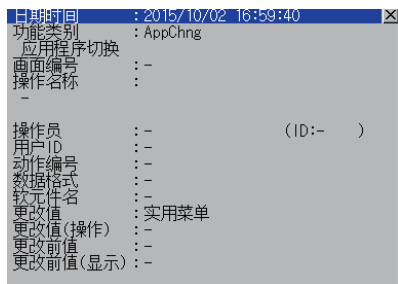 日期时间 : 2015/10/02 16:59:40
功能类别 : AppChng
应用程序切换
画面编号 : -
操作名称 :
-
操作员 : - (ID:- )
用户ID : -
动作编号 : -
数据格式 : -
软元件名 : -
更改值 : 实用菜单
更改值(操作) : -
更改前值 : -
更改前值(显示) : -